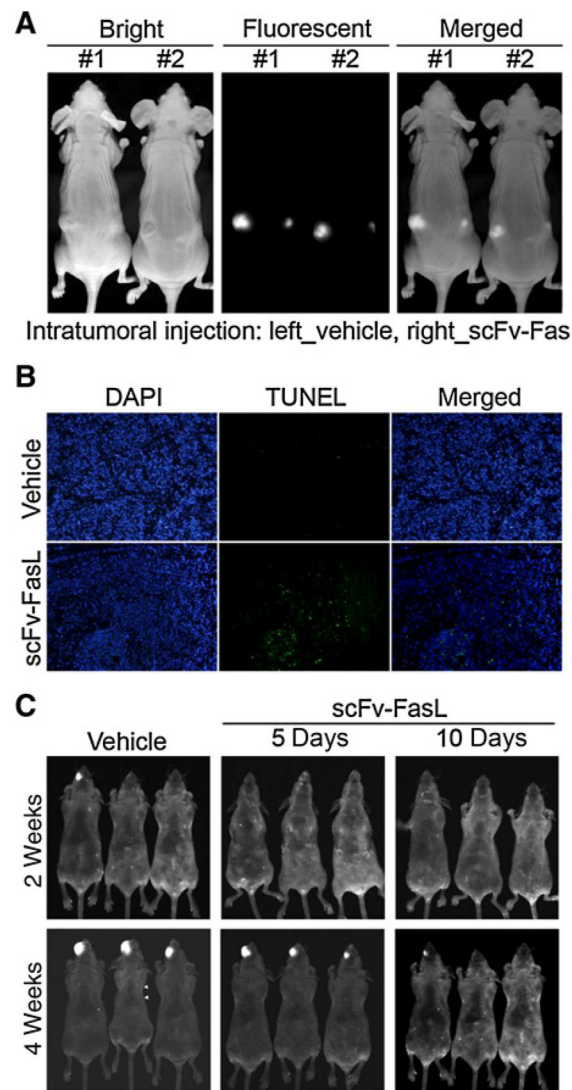 A
Bright Fluorescent Merged
#1 #2 #1 #2 #1 #2
Intratumoral injection: left_vehicle, right_scFv-Fas
B
DAPI TUNEL Merged
Vehicle
scFv-FasL
C
scFv-FasL
Vehicle 5 Days 10 Days
2 Weeks
4 Weeks